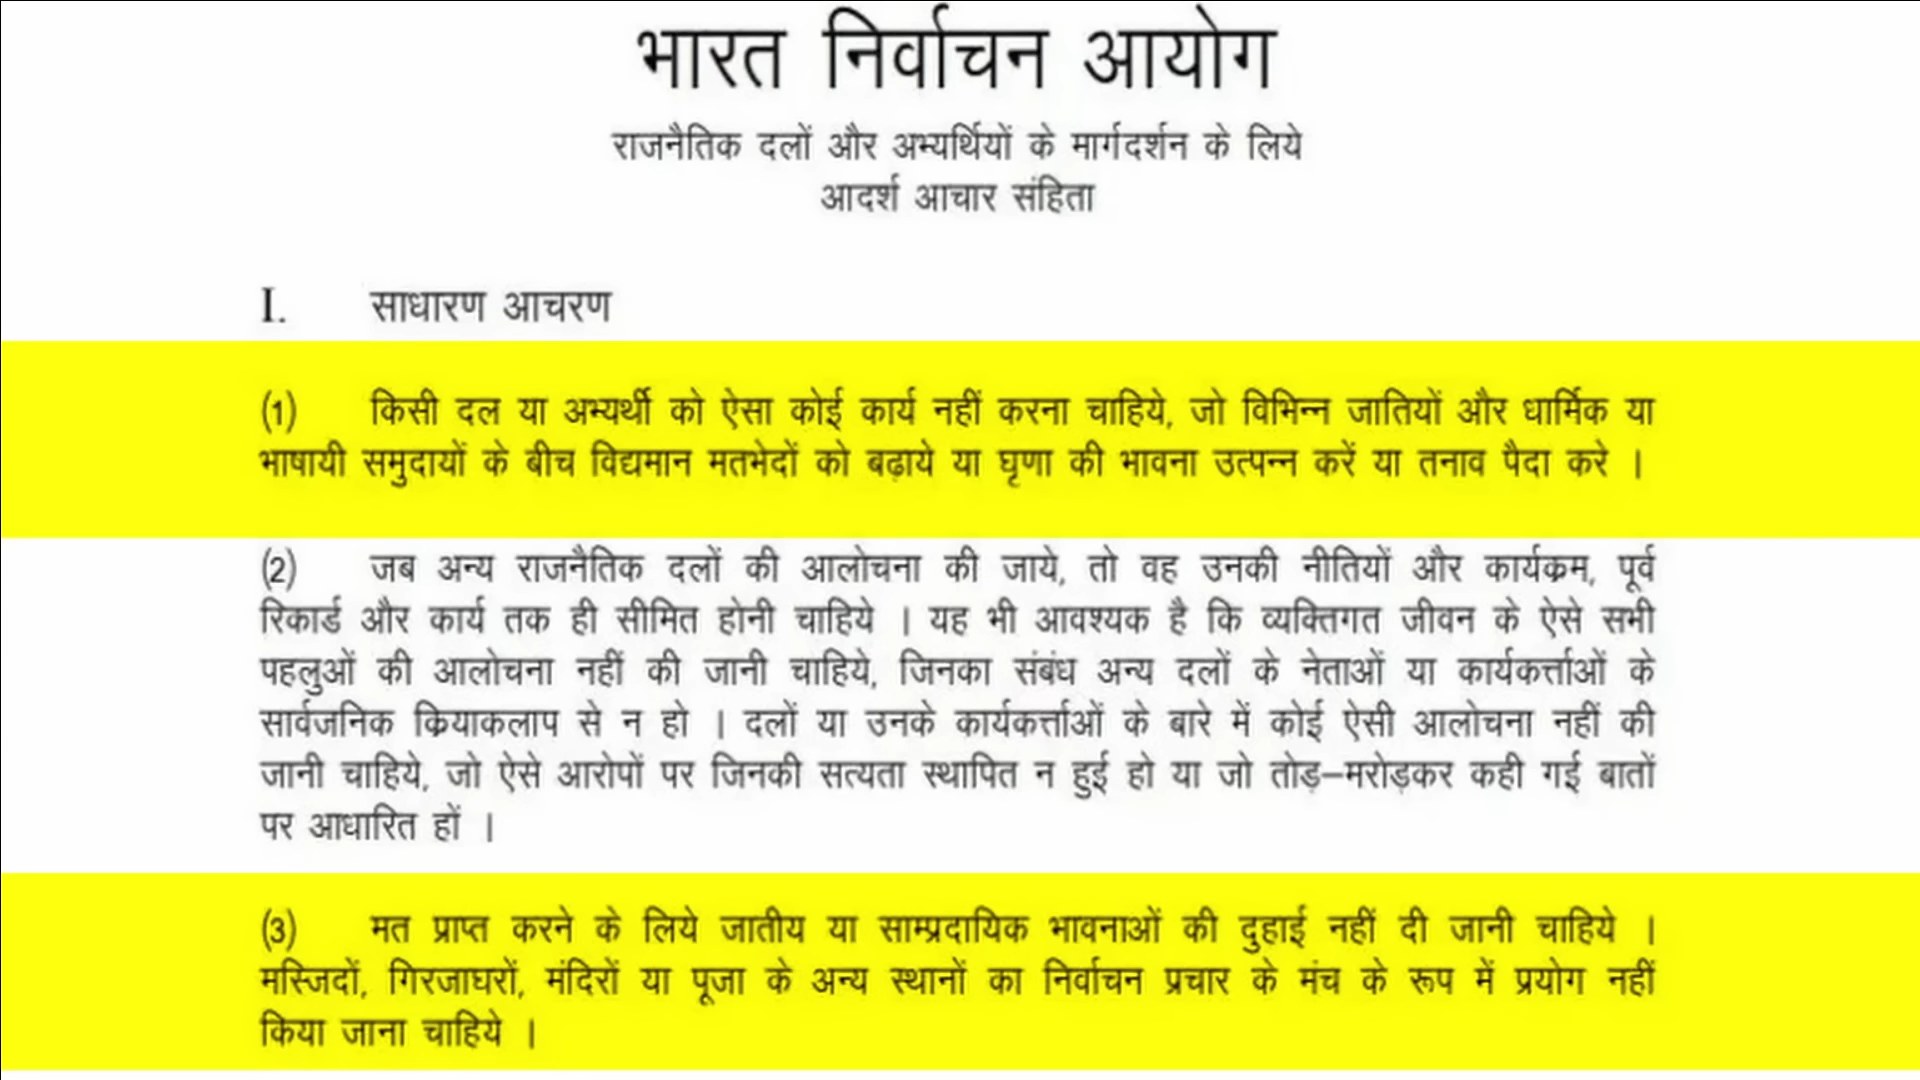 भारत निर्वाचन आयोग
राजनैतिक दलों और अभ्यर्थियों के मार्गदर्शन के लिये
आदर्श आचार संहिता
I. साधारण आचरण
(1) किसी दल या अभ्यर्थी को ऐसा कोई कार्य नहीं करना चाहिये, जो विभिन्न जातियों और धार्मिक या
भाषायी समुदायों के बीच विद्यमान मतभेदों को बढ़ाये या घृणा की भावना उत्पन्न करें या तनाव पैदा करे ।
(2) जब अन्य राजनैतिक दलों की आलोचना की जाये, तो वह उनकी नीतियों और कार्यक्रम, पूर्व
रिकार्ड और कार्य तक ही सीमित होनी चाहिये । यह भी आवश्यक है कि व्यक्तिगत जीवन के ऐसे सभी
पहलुओं की आलोचना नहीं की जानी चाहिये, जिनका संबंध अन्य दलों के नेताओं या कार्यकर्त्ताओं के
सार्वजनिक क्रियाकलाप से न हो । दलों या उनके कार्यकर्त्ताओं के बारे में कोई ऐसी आलोचना नहीं की
जानी चाहिये, जो ऐसे आरोपों पर जिनकी सत्यता स्थापित न हुई हो या जो तोड़–मरोड़कर कही गई बातों
पर आधारित हों ।
(3) मत प्राप्त करने के लिये जातीय या साम्प्रदायिक भावनाओं की दुहाई नहीं दी जानी चाहिये ।
मस्जिदों, गिरजाघरों, मंदिरों या पूजा के अन्य स्थानों का निर्वाचन प्रचार के मंच के रूप में प्रयोग नहीं
किया जाना चाहिये ।